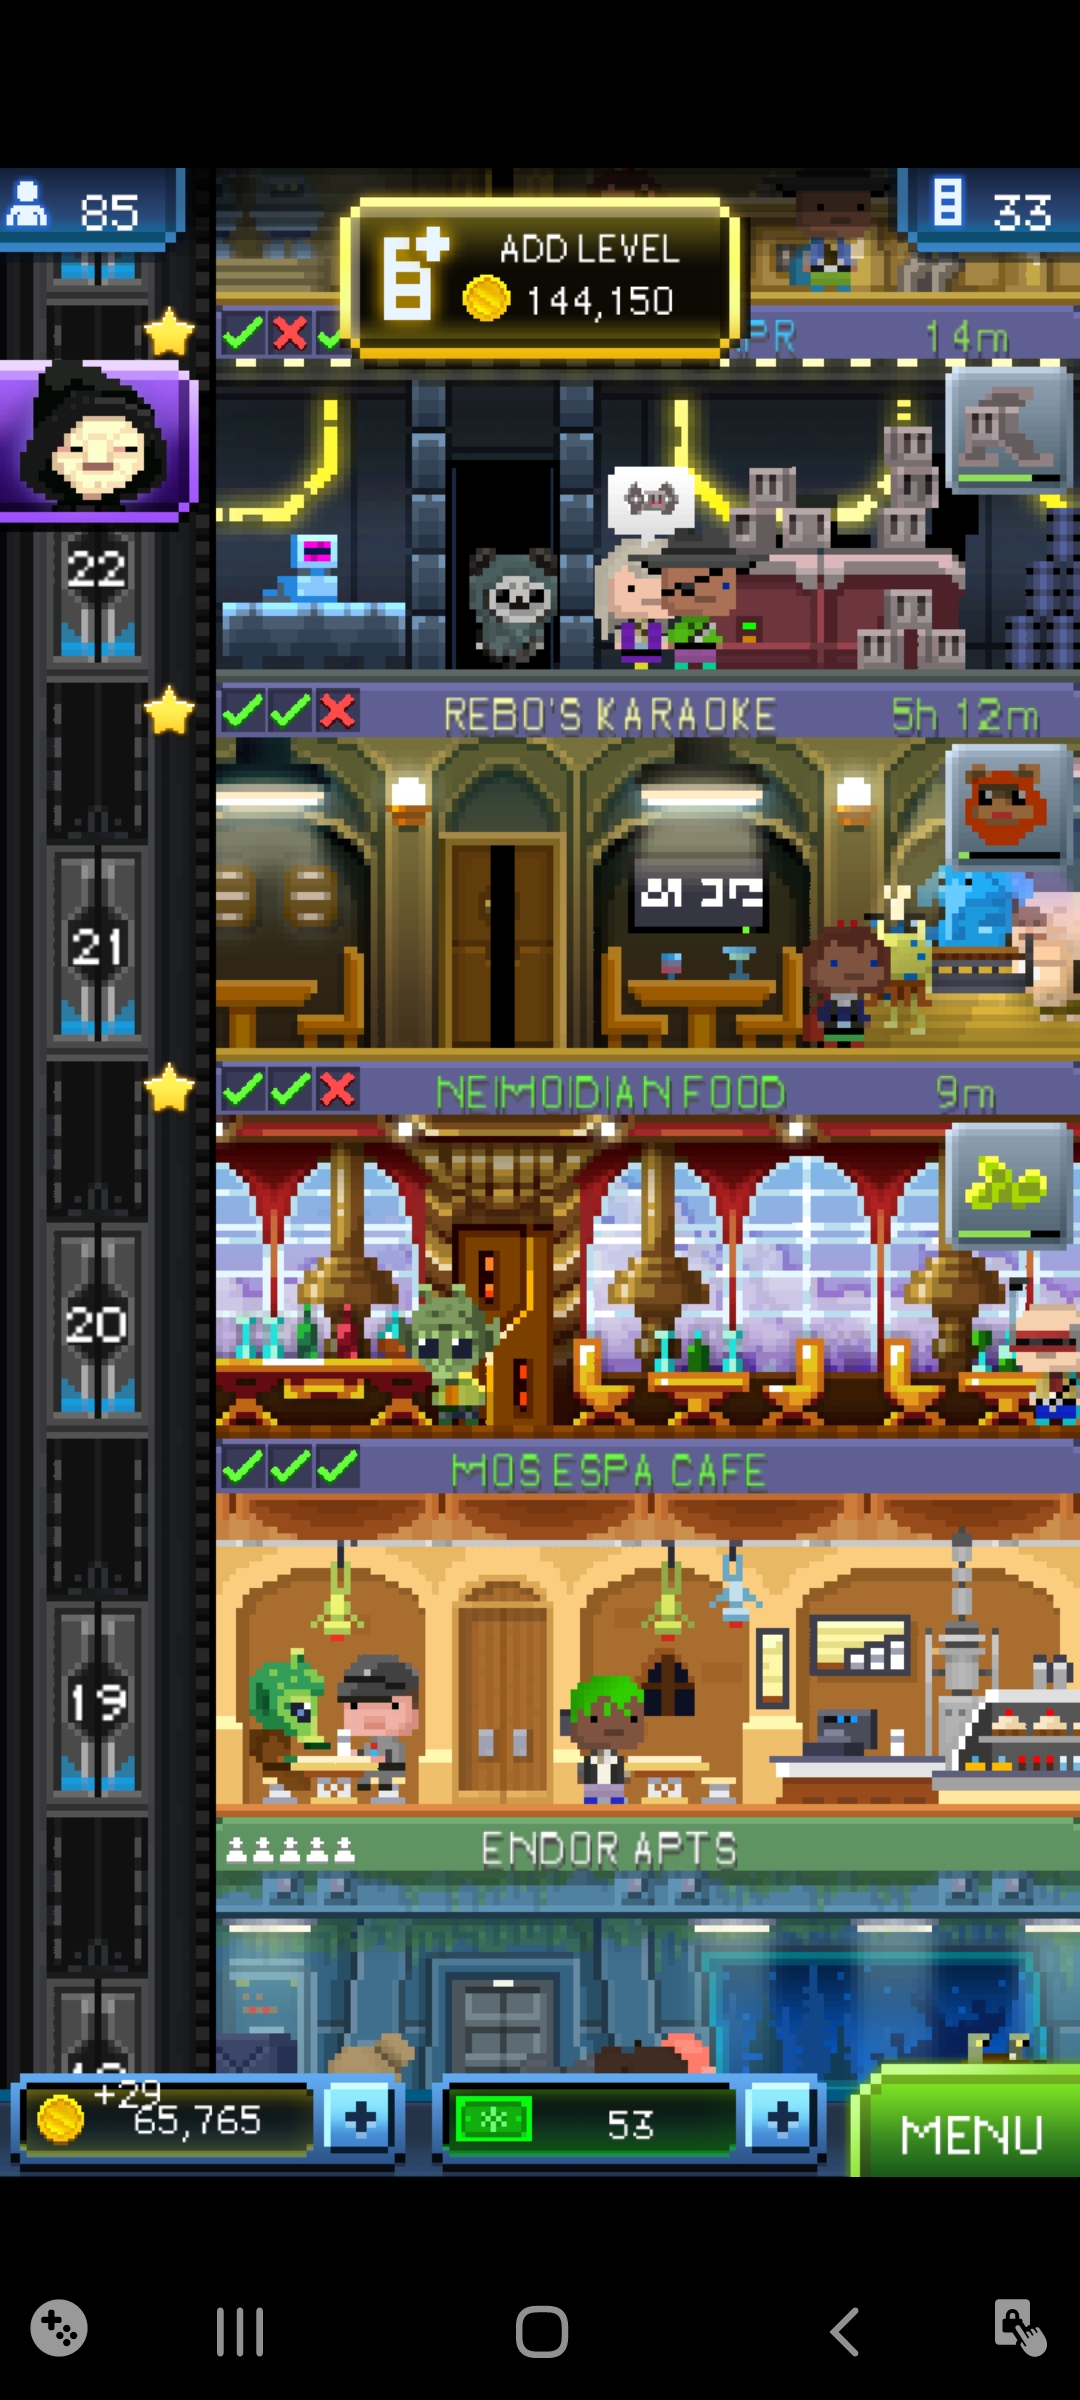 85
ADD LEVEL
144,150
33
PR
14m
22
REBO'S KARAOKE
5h 12m
21
NEIMOIDIAN FOOD
9m
20
MOS ESPA CAFE
19
ENDOR APTS
+29
65,765
53
MENU